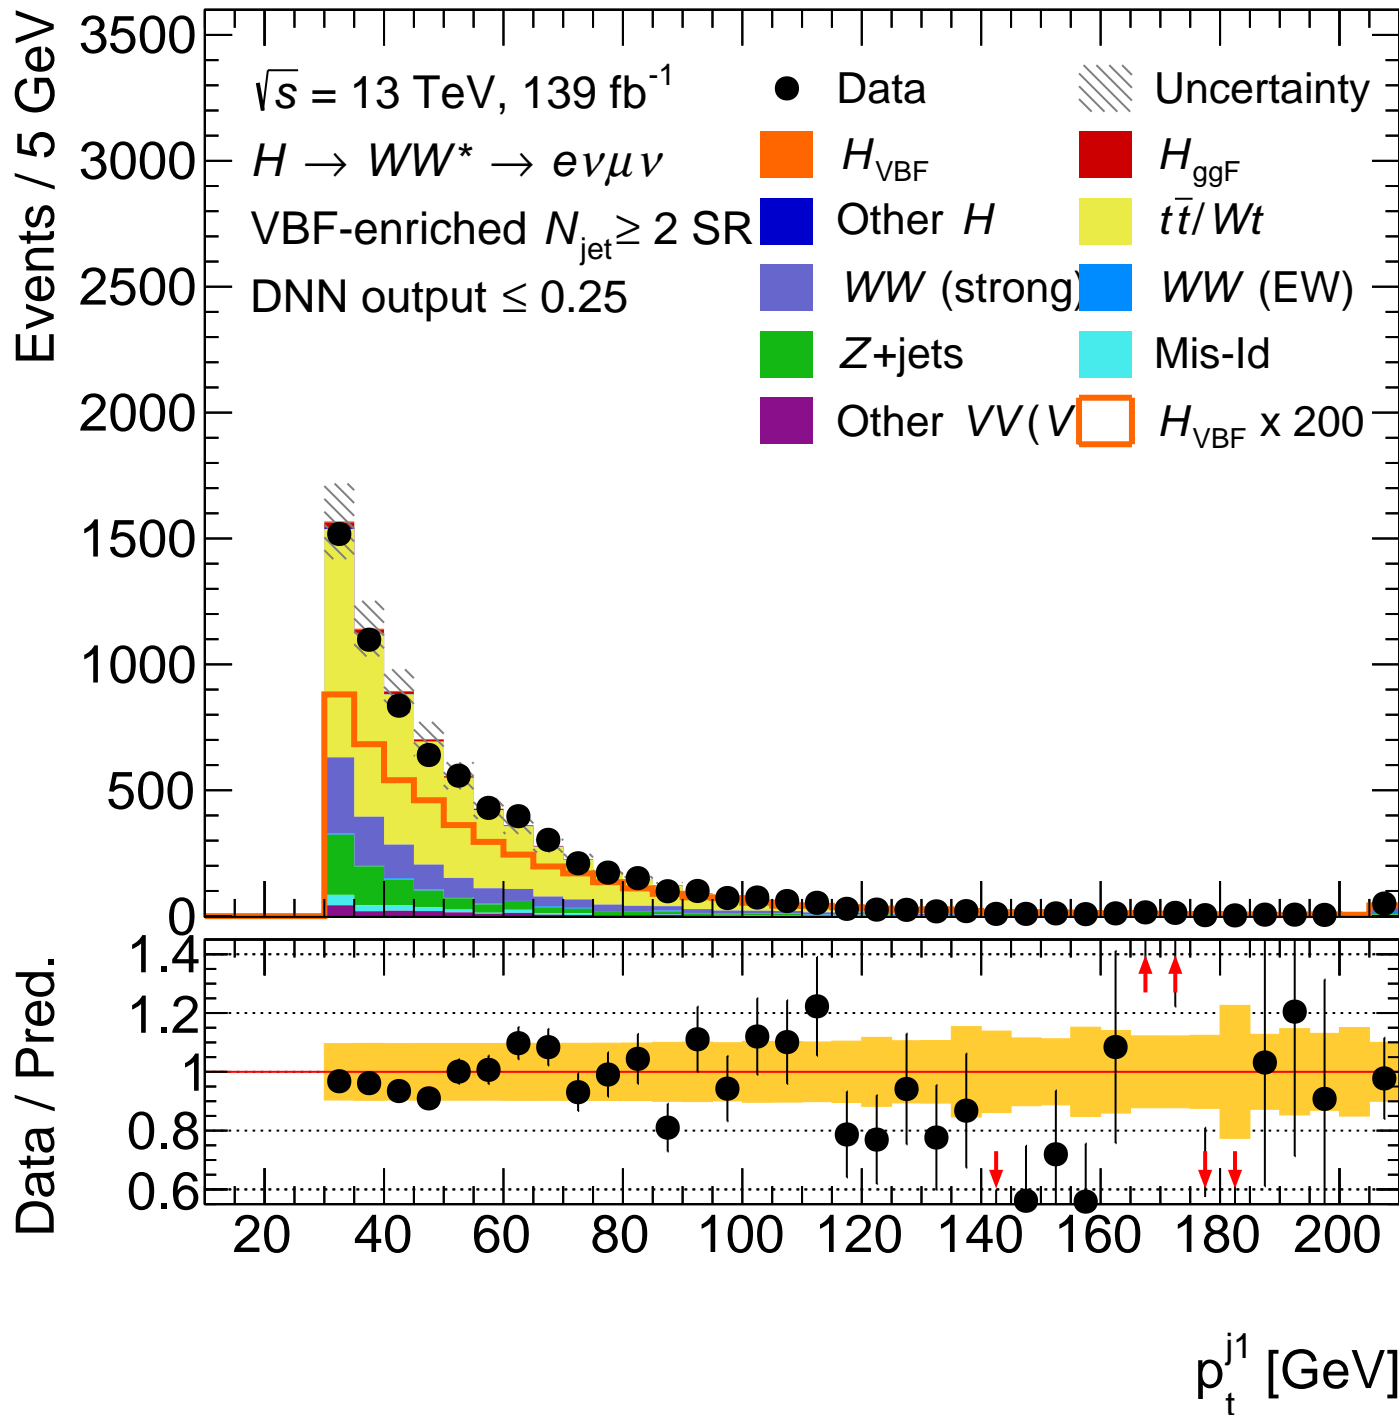 Events / 5 GeV
3500
3000
2500
2000
1500
1000
500
0
√s = 13 TeV, 139 fb⁻¹
H → WW* → eνμν
VBF-enriched N_jet ≥ 2 SR
DNN output ≤ 0.25
Data
Uncertainty
H_VBF
H_ggF
Other H
tt̄/Wt
WW (strong)
WW (EW)
Z+jets
Mis-Id
Other VV(V
H_VBF x 200
Data / Pred.
1.4
1.2
1
0.8
0.6
20 40 60 80 100 120 140 160 180 200
p_t^j1 [GeV]